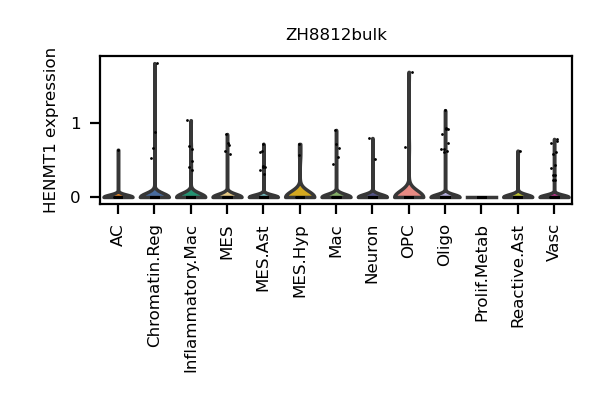 ZH8812bulk
HENMT1 expression
1
0
AC
Chromatin.Reg
Inflammatory.Mac
MES
MES.Ast
MES.Hyp
Mac
Neuron
OPC
Oligo
Prolif.Metab
Reactive.Ast
Vasc